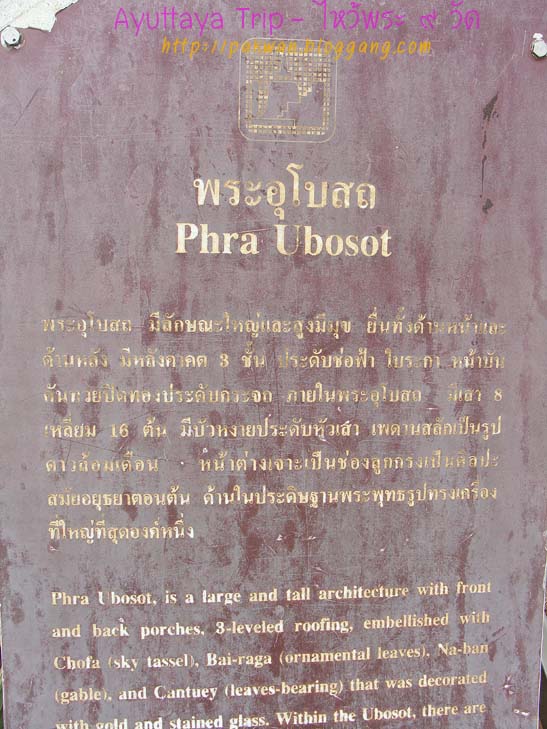 Ayuttaya Trip - ไหว้พระ ๙ วัด
http://parwan.bloggang.com
พระอุโบสถ
Phra Ubosot
พระอุโบสถ มีลักษณะใหญ่และสูงมีมุข ยื่นทั้งด้านหน้าและ
ด้านหลัง มีหลังคาลด 3 ชั้น ประดับช่อฟ้า ใบระกา หน้าบัน
คันทวยปิดทองประดับกระจก ภายในพระอุโบสถ มีเสา 8
เหลี่ยม 16 ต้น มีบัวหงายประดับหัวเสา เพดานสลักเป็นรูป
ดาวล้อมเดือน หน้าต่างเจาะเป็นช่องลูกกรงเป็นศิลปะ
สมัยอยุธยาตอนต้น ด้านในประดิษฐานพระพุทธรูปทรงเครื่อง
ที่ใหญ่ที่สุดองค์หนึ่ง
Phra Ubosot, is a large and tall architecture with front
and back porches, 3-leveled roofing, embellished with
Chofa (sky tassel), Bai-raga (ornamental leaves), Na-ban
(gable), and Cantuey (leaves-bearing) that was decorated
with gold and stained glass. Within the Ubosot, there are